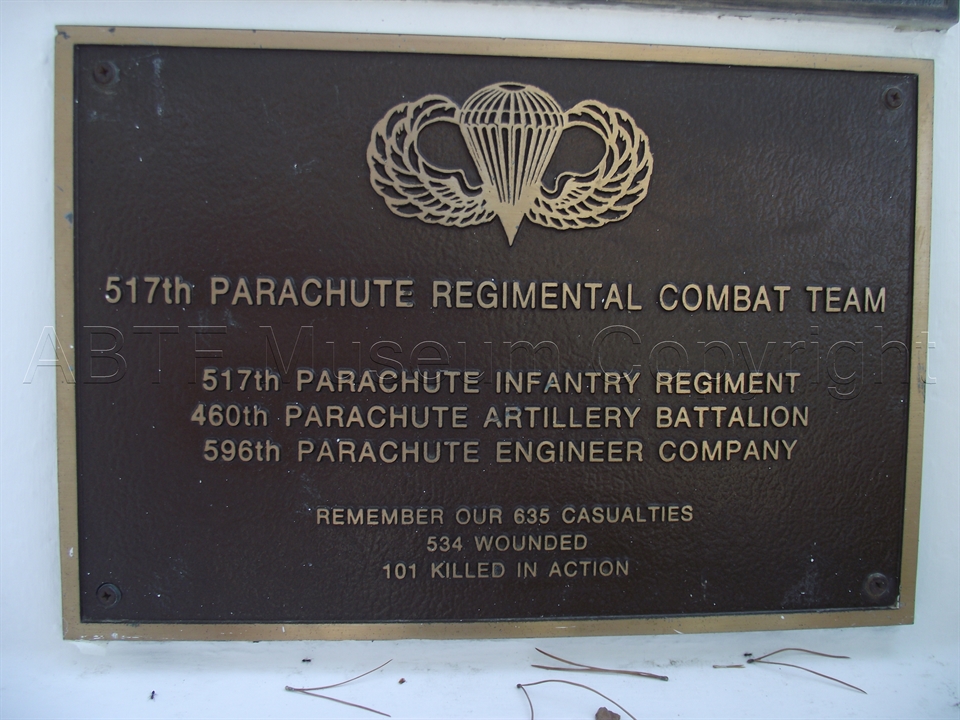 517th PARACHUTE REGIMENTAL COMBAT TEAM
ABTF Museum Copyright
517th PARACHUTE INFANTRY REGIMENT
460th PARACHUTE ARTILLERY BATTALION
596th PARACHUTE ENGINEER COMPANY
REMEMBER OUR 635 CASUALTIES
534 WOUNDED
101 KILLED IN ACTION